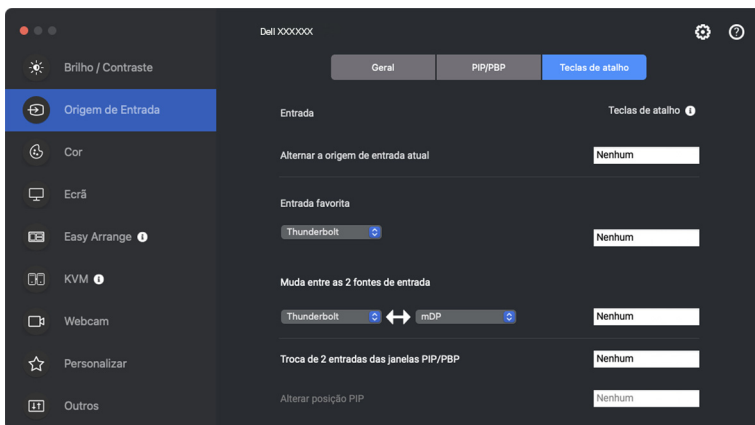 Dell XXXXXX
Brilho / Contraste
Origem de Entrada
Cor
Ecrã
Easy Arrange
KVM
Webcam
Personalizar
Outros
Geral PIP/PBP Teclas de atalho
Entrada Teclas de atalho
Alternar a origem de entrada atual Nenhum
Entrada favorita
Thunderbolt Nenhum
Muda entre as 2 fontes de entrada
Thunderbolt mDP Nenhum
Troca de 2 entradas das janelas PIP/PBP Nenhum
Alterar posição PIP Nenhum